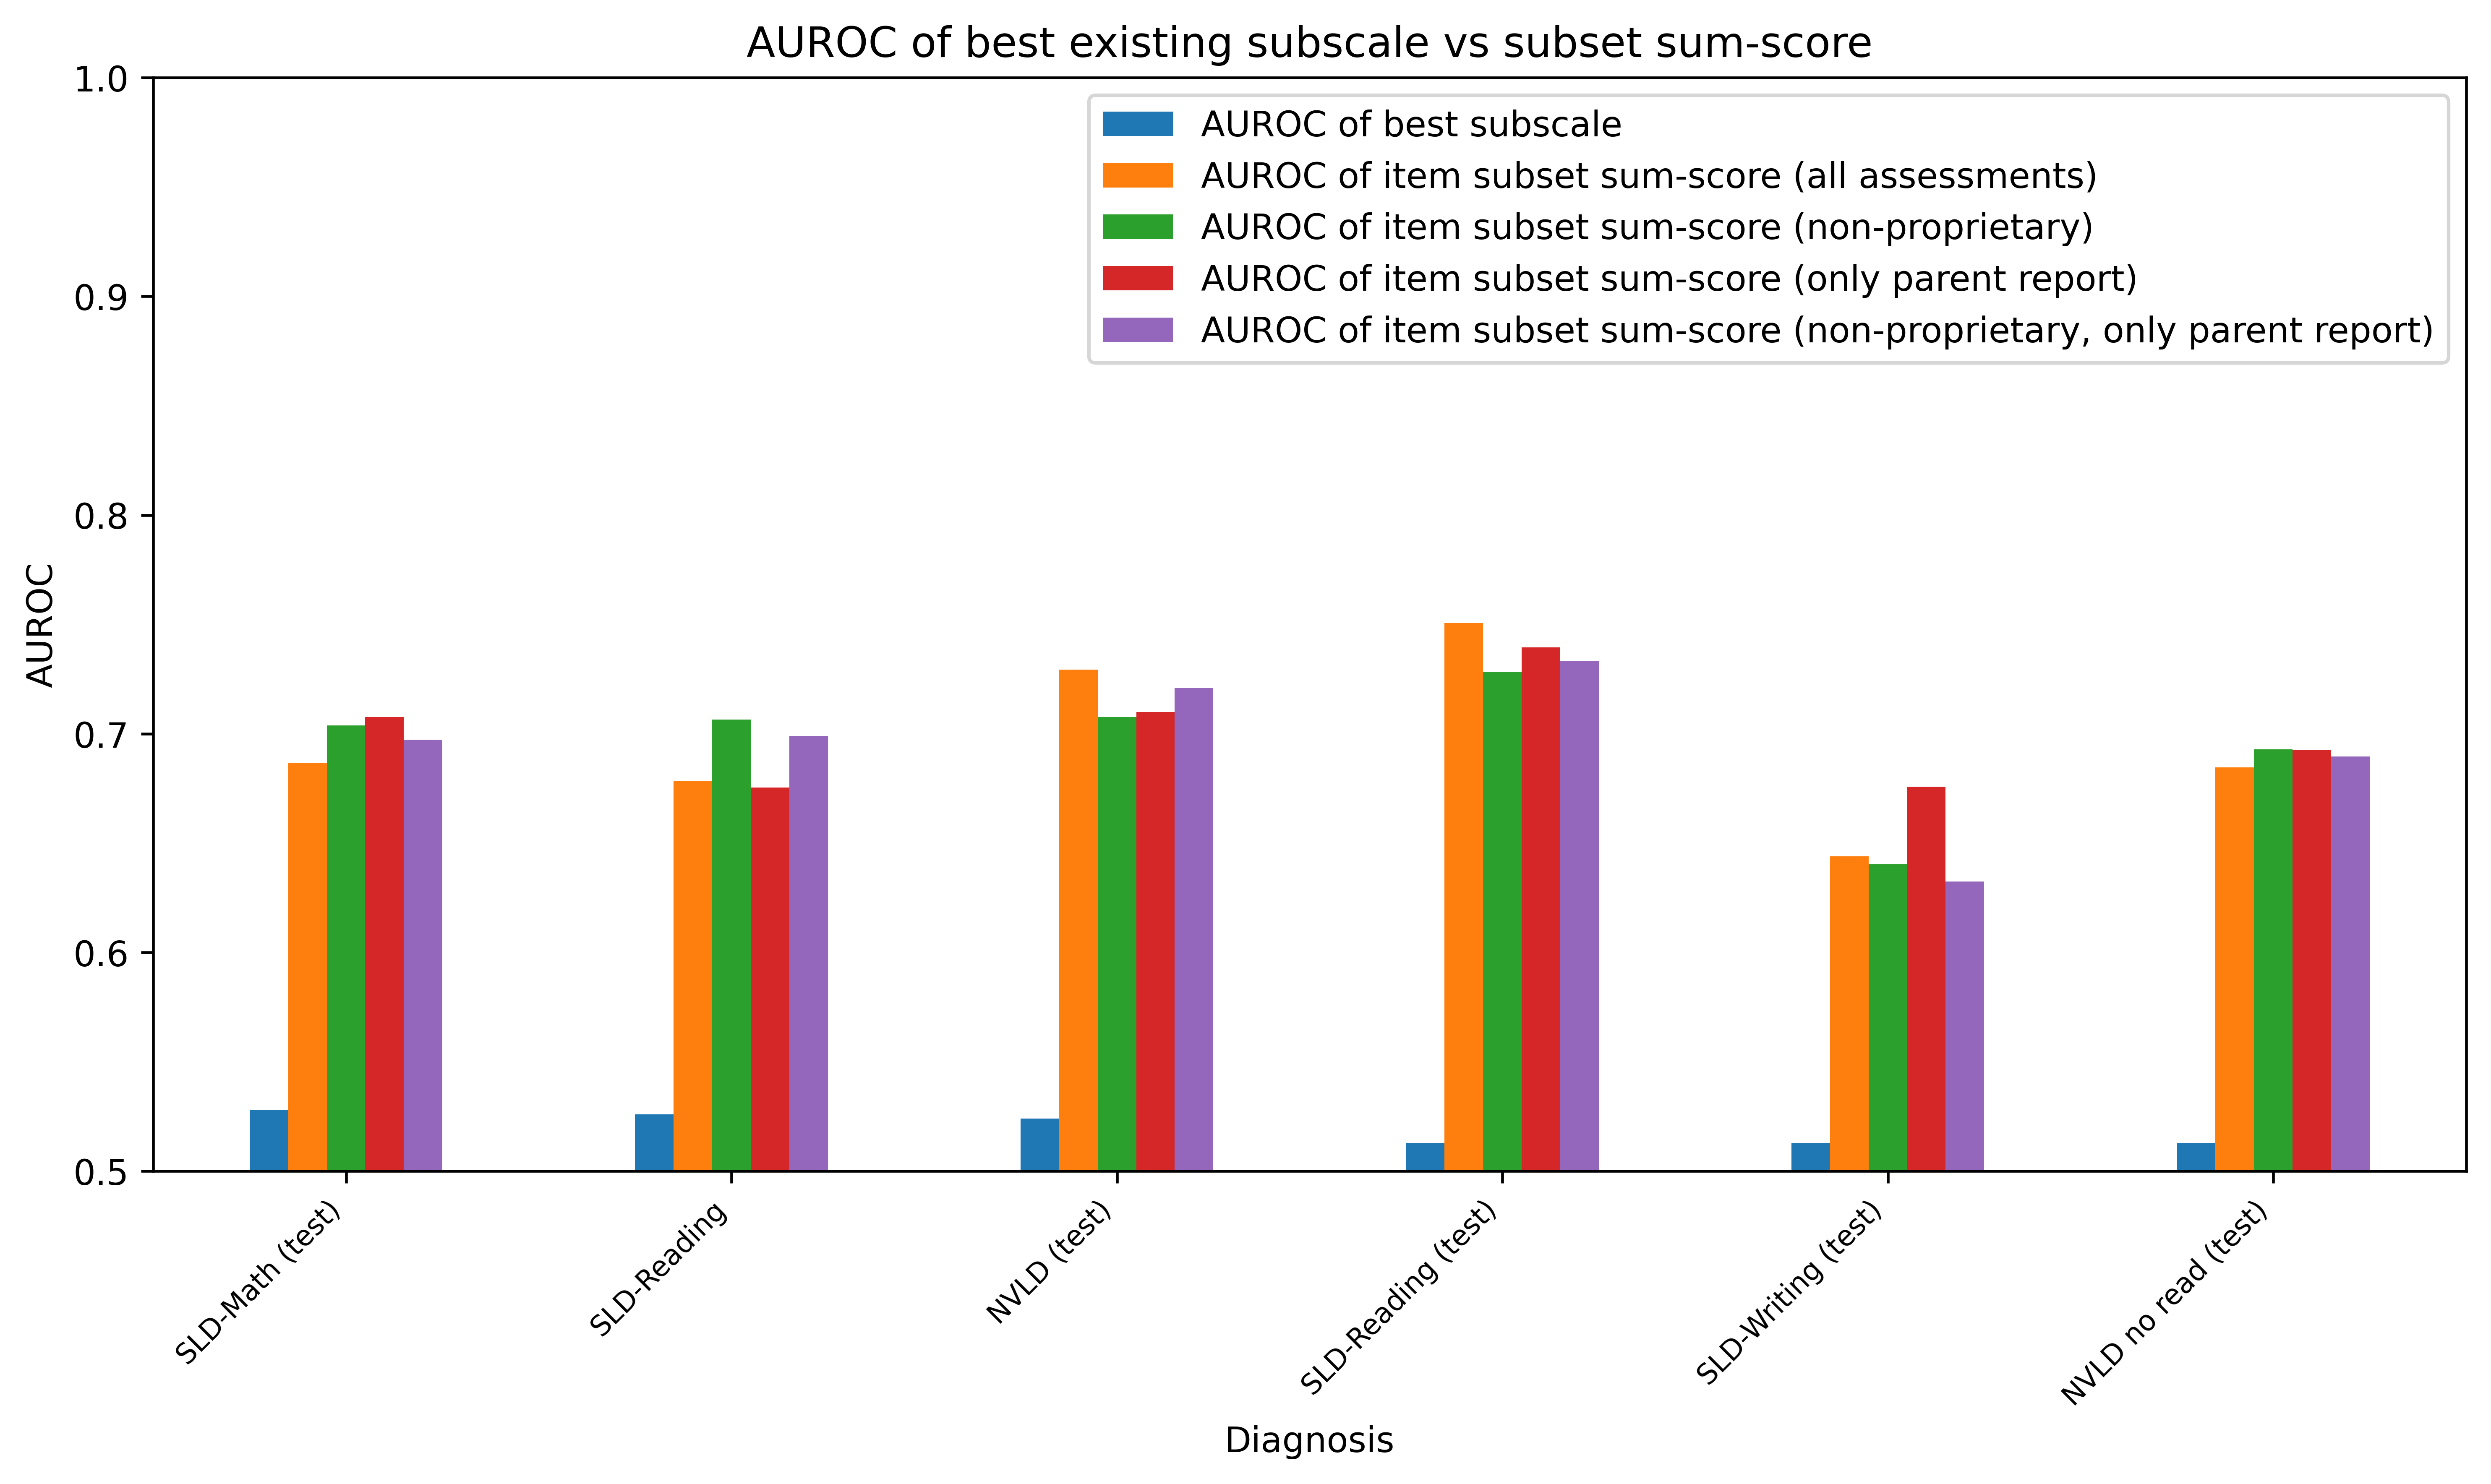 AUROC of best existing subscale vs subset sum-score
AUROC of best subscale
AUROC of item subset sum-score (all assessments)
AUROC of item subset sum-score (non-proprietary)
AUROC of item subset sum-score (only parent report)
AUROC of item subset sum-score (non-proprietary, only parent report)
AUROC
1.0
0.9
0.8
0.7
0.6
0.5
SLD-Math (test)
SLD-Reading
NVLD (test)
SLD-Reading (test)
SLD-Writing (test)
NVLD no read (test)
Diagnosis